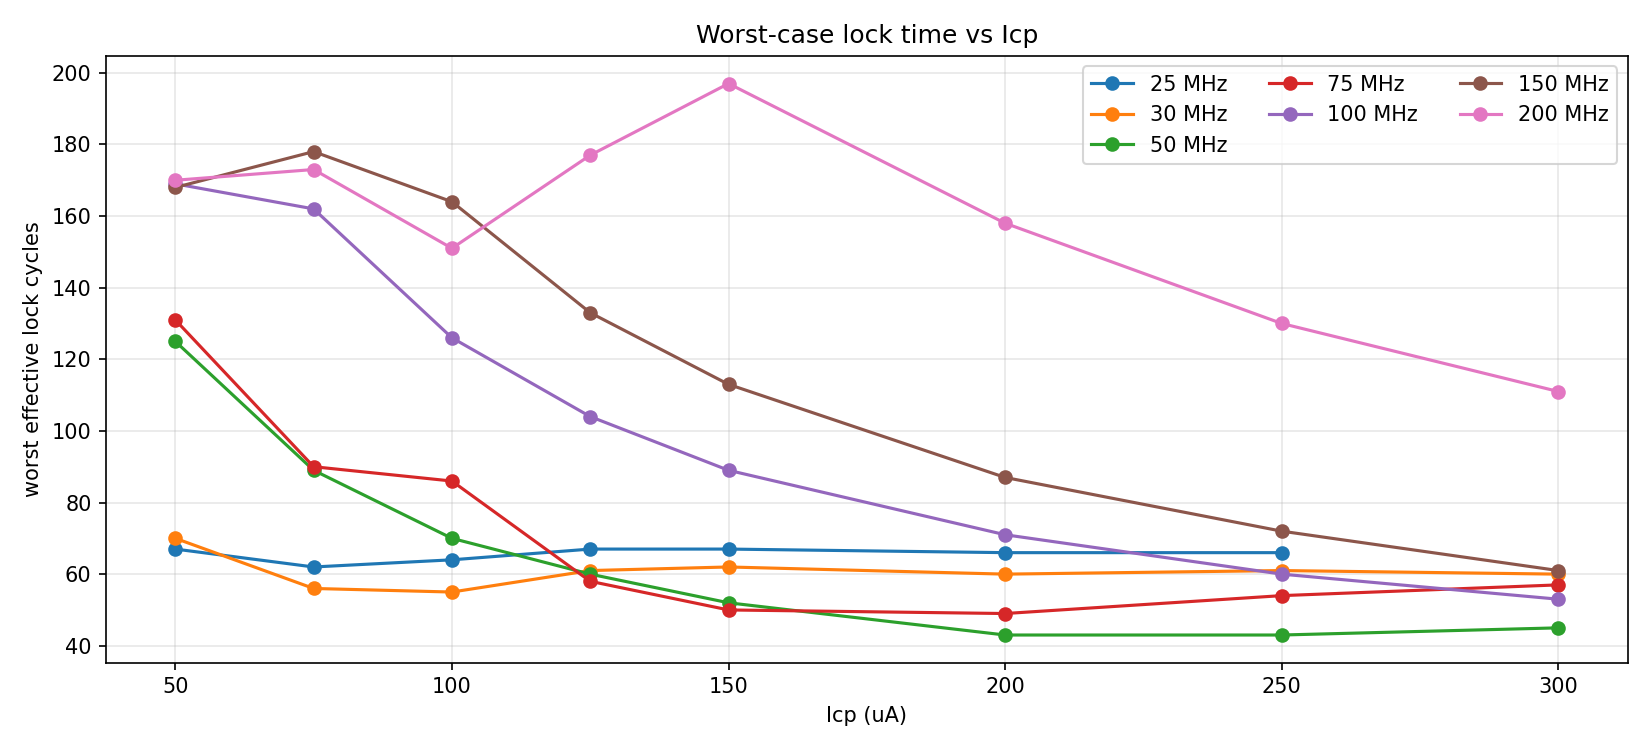 Worst-case lock time vs Icp
25 MHz
30 MHz
50 MHz
75 MHz
100 MHz
150 MHz
200 MHz
worst effective lock cycles
200
180
160
140
120
100
80
60
40
50
100
150
200
250
300
Icp (uA)